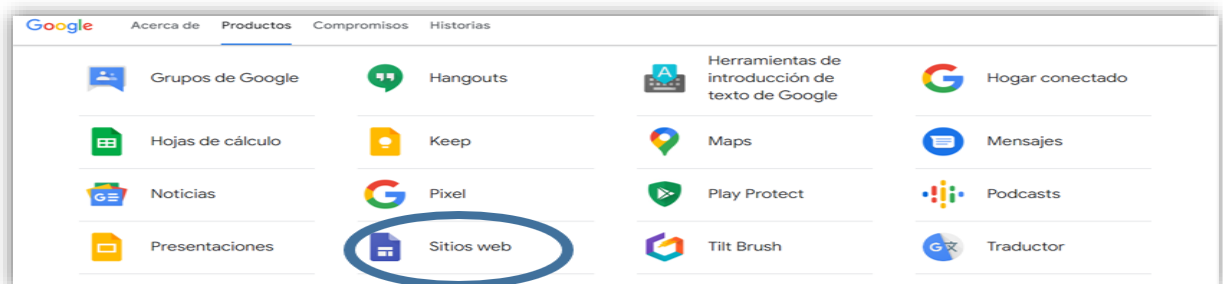 Google Acerca de Productos Compromisos Historias
Grupos de Google Hangouts Herramientas de introducción de texto de Google Hogar conectado
Hojas de cálculo Keep Maps Mensajes
Noticias Pixel Play Protect Podcasts
Presentaciones Sitios web Tilt Brush Traductor